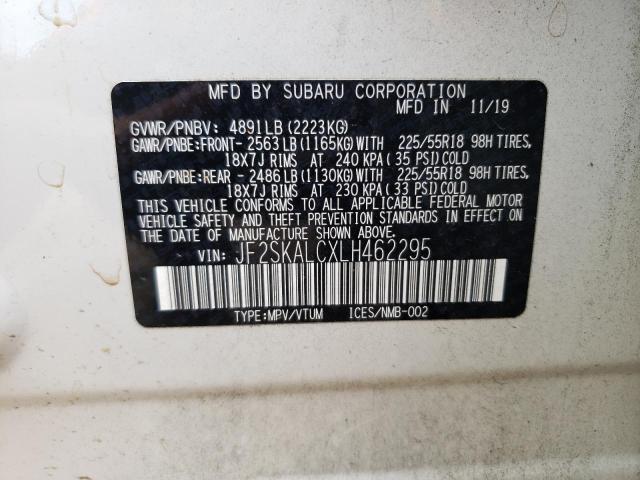 MFD BY SUBARU CORPORATION
MFD IN 11/19
GVWR/PNBV: 4891LB (2223KG)
GAWR/PNBE:FRONT- 2563 LB (1165KG)WITH 225/55R18 98H TIRES,
18X7J RIMS AT 240 KPA (35 PSI) COLD
GAWR/PNBE:REAR - 2486LB (1130KG)WITH 225/55R18 98H TIRES,
18X7J RIMS AT 230 KPA (33 PSI) COLD
THIS VEHICLE CONFORMS TO ALL APPLICABLE FEDERAL MOTOR
VEHICLE SAFETY AND THEFT PREVENTION STANDARDS IN EFFECT
ON THE DATE OF MANUFACTURE SHOWN ABOVE.
VIN: JF2SKALCXLH462295
TYPE:MPV/VTUM ICES/NMB-002